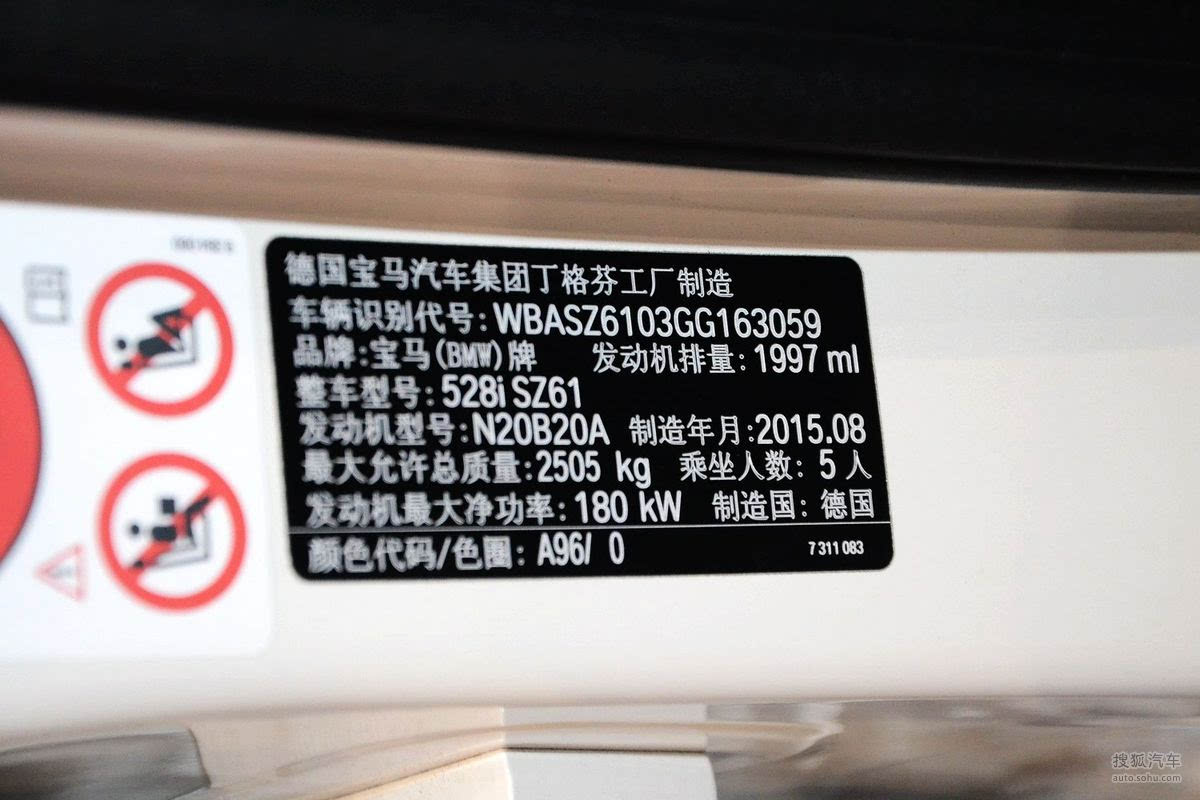 德国宝马汽车集团丁格芬工厂制造
车辆识别代号:WBASZ6103GG163059
品牌:宝马(BMW)牌 发动机排量:1997 ml
整车型号:528i SZ61
发动机型号:N20B20A 制造年月:2015.08
最大允许总质量:2505 kg 乘坐人数: 5 人
发动机最大净功率:180 kW 制造国: 德国
颜色代码/色圈: A96/ 0 7 311 083
搜狐汽车
auto.sohu.com